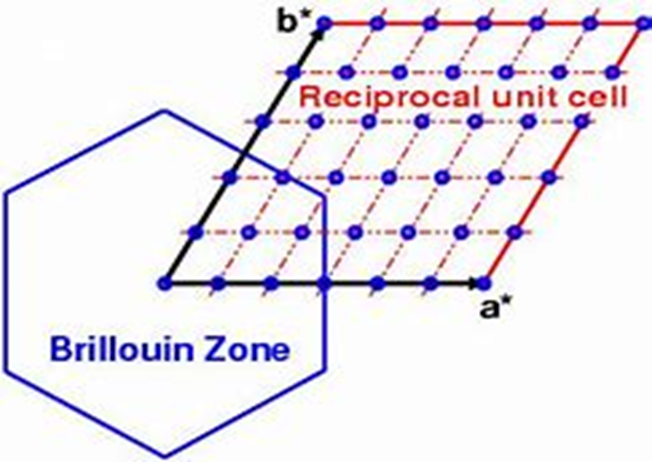 b*
Reciprocal unit cell
a*
Brillouin Zone